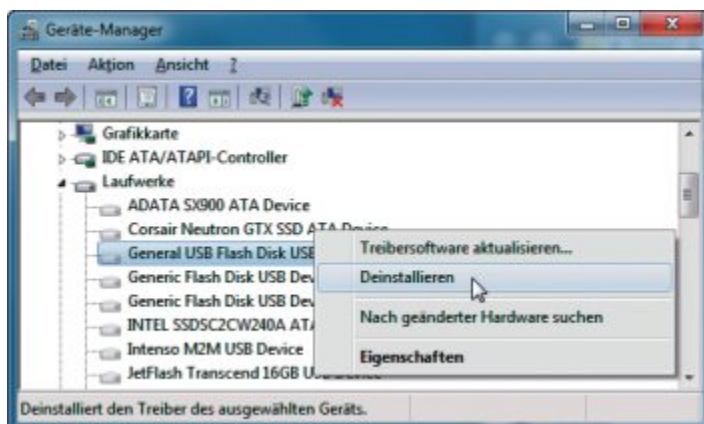 Geräte-Manager
Datei Aktion Ansicht ?
Grafikkarte
IDE ATA/ATAPI-Controller
Laufwerke
ADATA SX900 ATA Device
Corsair Neutron GTX SSD ATA Device
General USB Flash Disk USB
Generic Flash Disk USB Dev
Generic Flash Disk USB Dev
INTEL SSDSC2CW240A ATA
Intenso M2M USB Device
JetFlash Transcend 16GB USB Device
Treibersoftware aktualisieren...
Deinstallieren
Nach geänderter Hardware suchen
Eigenschaften
Deinstalliert den Treiber des ausgewählten Geräts.